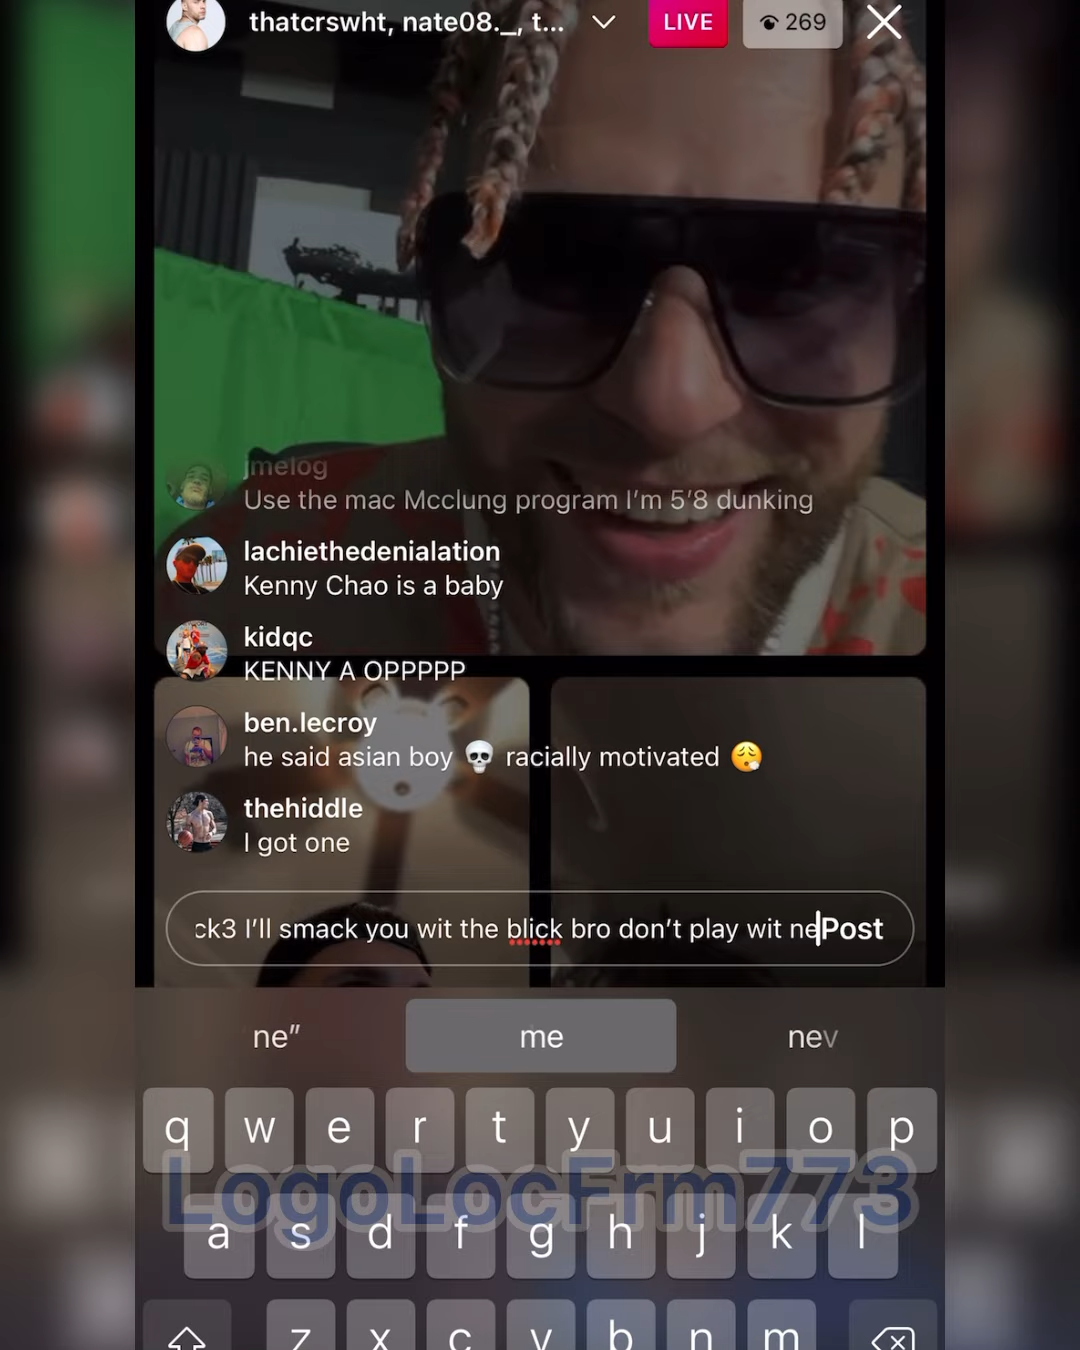 thatcrswht, nate08._, t...
LIVE
269
jmelog
Use the mac Mcclung program I'm 5'8 dunking
lachiethedenialation
Kenny Chao is a baby
kidqc
KENNY A OPPPPP
ben.lecroy
he said asian boy 💀 racially motivated 😮‍💨
thehiddle
I got one
ck3 I'll smack you wit the blick bro don't play wit ne
Post
ne"
me
nev
q w e r t y u i o p
LogoLocFrm773
a s d f g h j k l
z x c v b n m